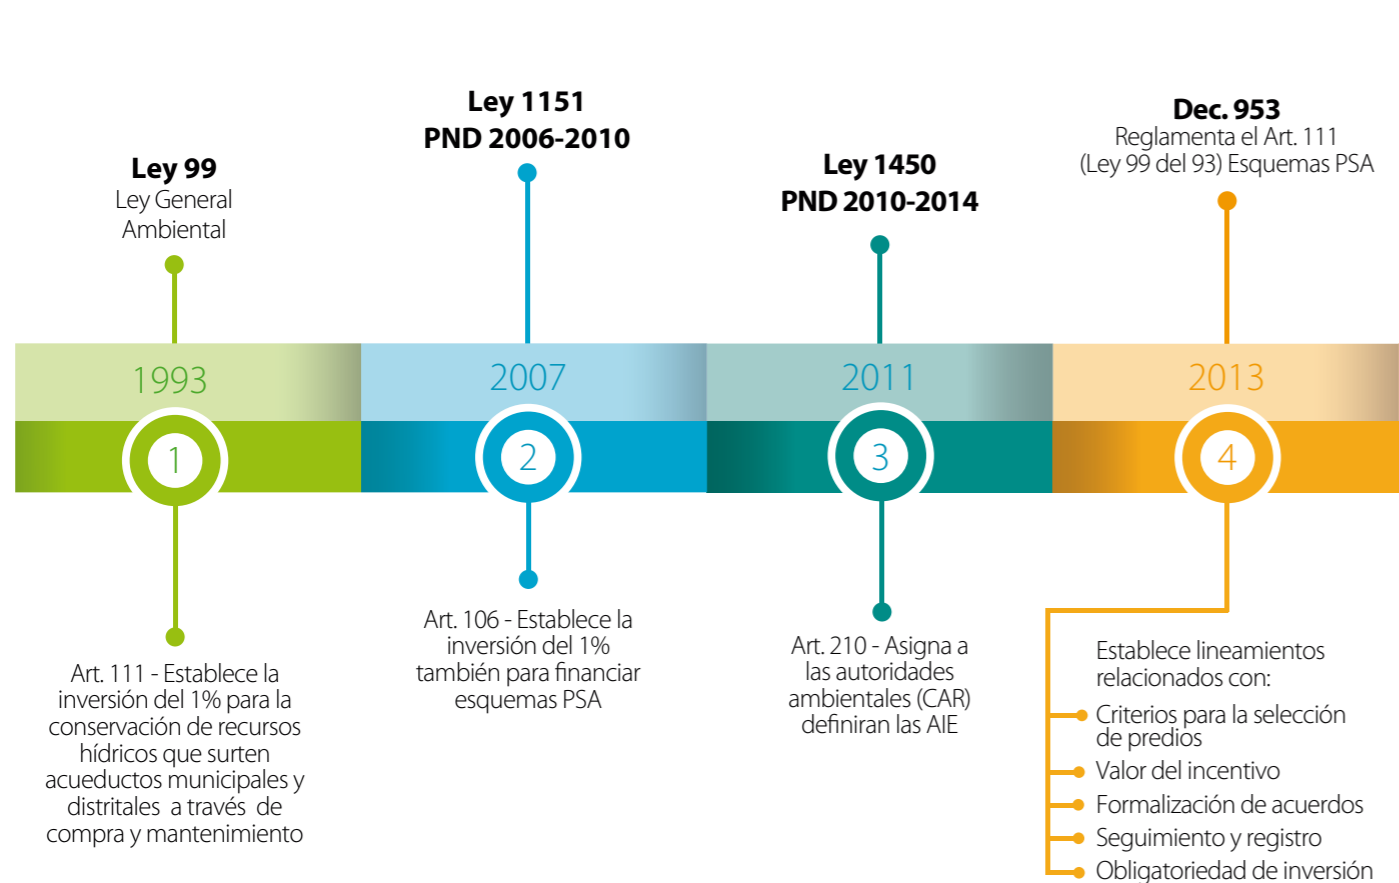 Ley 99
Ley General
Ambiental
1993
1
Art. 111 - Establece la
inversión del 1% para la
conservación de recursos
hídricos que surten
acueductos municipales y
distritales a través de
compra y mantenimiento
Ley 1151
PND 2006-2010
2007
2
Art. 106 - Establece la
inversión del 1%
también para financiar
esquemas PSA
Ley 1450
PND 2010-2014
2011
3
Art. 210 - Asigna a
las autoridades
ambientales (CAR)
definiran las AIE
Dec. 953
Reglamenta el Art. 111
(Ley 99 del 93) Esquemas PSA
2013
4
Establece lineamientos
relacionados con:
Criterios para la selección
de predios
Valor del incentivo
Formalización de acuerdos
Seguimiento y registro
Obligatoriedad de inversión